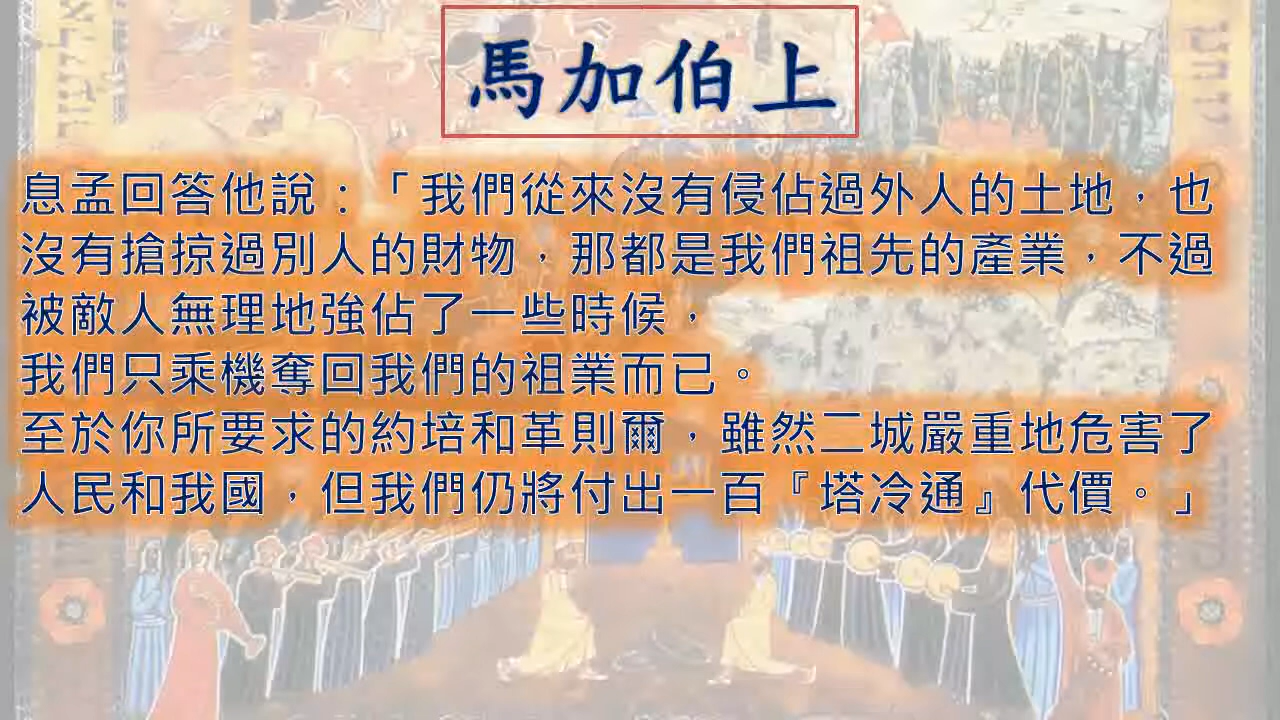 馬加伯上
息孟回答他說：「我們從來沒有侵佔過外人的土地，也
沒有搶掠過別人的財物，那都是我們祖先的產業，不過
被敵人無理地強佔了一些時候，
我們只乘機奪回我們的祖業而已。
至於你所要求的約培和革則爾，雖然二城嚴重地危害了
人民和我國，但我們仍將付出一百『塔冷通』代價。」